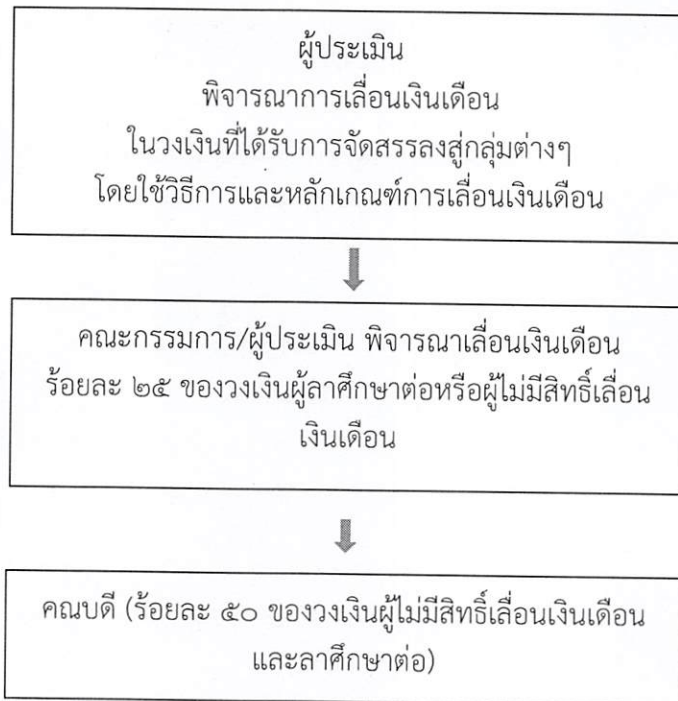 ผู้ประเมิน
พิจารณาการเลื่อนเงินเดือน
ในวงเงินที่ได้รับการจัดสรรลงสู่กลุ่มต่างๆ
โดยใช้วิธีการและหลักเกณฑ์การเลื่อนเงินเดือน
คณะกรรมการ/ผู้ประเมิน พิจารณาเลื่อนเงินเดือน
ร้อยละ ๒๕ ของวงเงินผู้ลาศึกษาต่อหรือผู้ไม่มีสิทธิ์เลื่อน
เงินเดือน
คณบดี (ร้อยละ ๕๐ ของวงเงินผู้ไม่มีสิทธิ์เลื่อนเงินเดือน
และลาศึกษาต่อ)